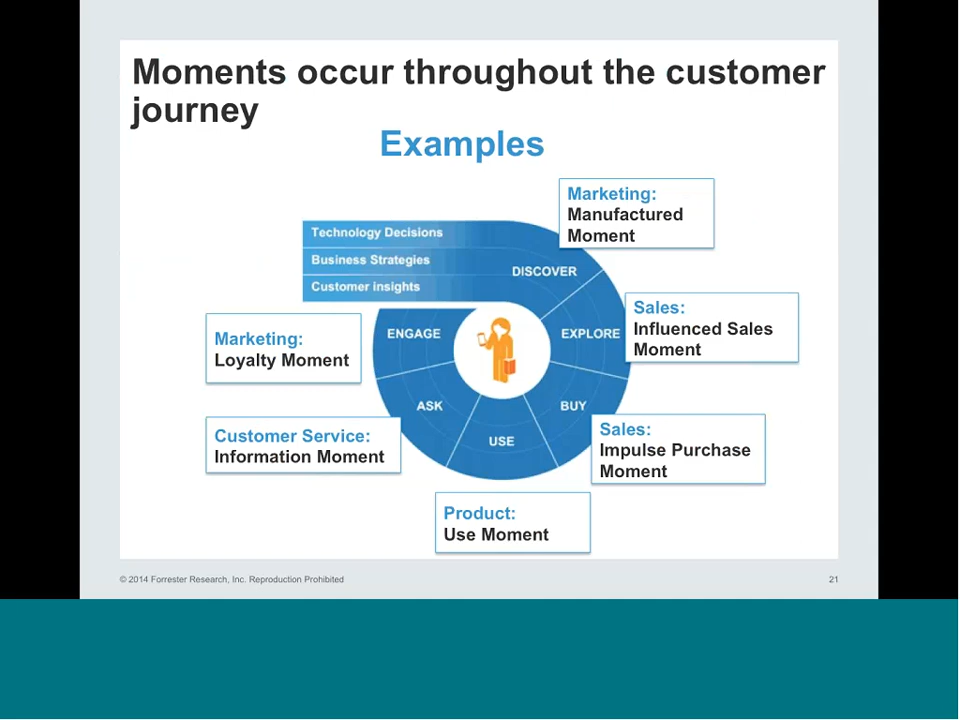 Moments occur throughout the customer
journey
Examples
Marketing:
Manufactured
Moment
Technology Decisions
Business Strategies
Customer insights
DISCOVER
EXPLORE
BUY
USE
ASK
ENGAGE
Sales:
Influenced Sales
Moment
Sales:
Impulse Purchase
Moment
Product:
Use Moment
Customer Service:
Information Moment
Marketing:
Loyalty Moment
© 2014 Forrester Research, Inc. Reproduction Prohibited
21